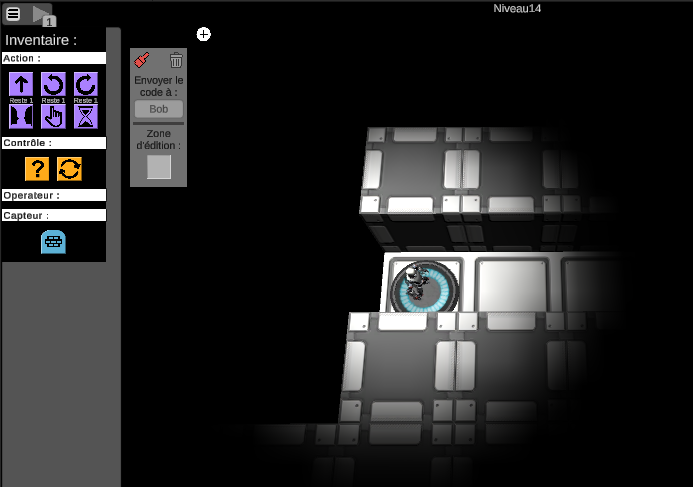 Niveau14
1
Inventaire :
Action :
Reste 1 Reste 1 Reste 1
Contrôle :
?
Operateur :
Capteur :
Envoyer le
code à :
Bob
Zone
d'édition :